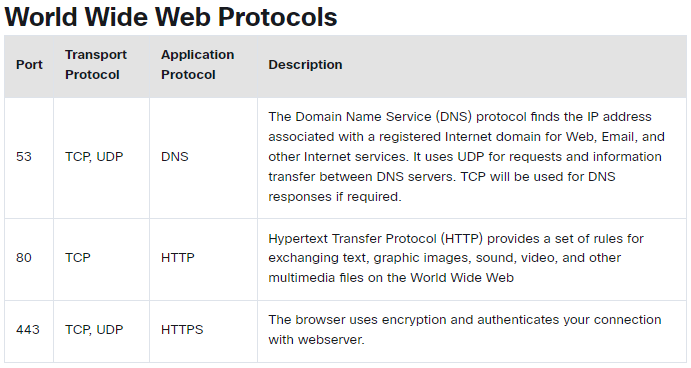 World Wide Web Protocols
Port
Transport
Protocol
Application
Protocol
Description
53
TCP, UDP
DNS
The Domain Name Service (DNS) protocol finds the IP address
associated with a registered Internet domain for Web, Email, and
other Internet services. It uses UDP for requests and information
transfer between DNS servers. TCP will be used for DNS
responses if required.
80
TCP
HTTP
Hypertext Transfer Protocol (HTTP) provides a set of rules for
exchanging text, graphic images, sound, video, and other
multimedia files on the World Wide Web
443
TCP, UDP
HTTPS
The browser uses encryption and authenticates your connection
with webserver.